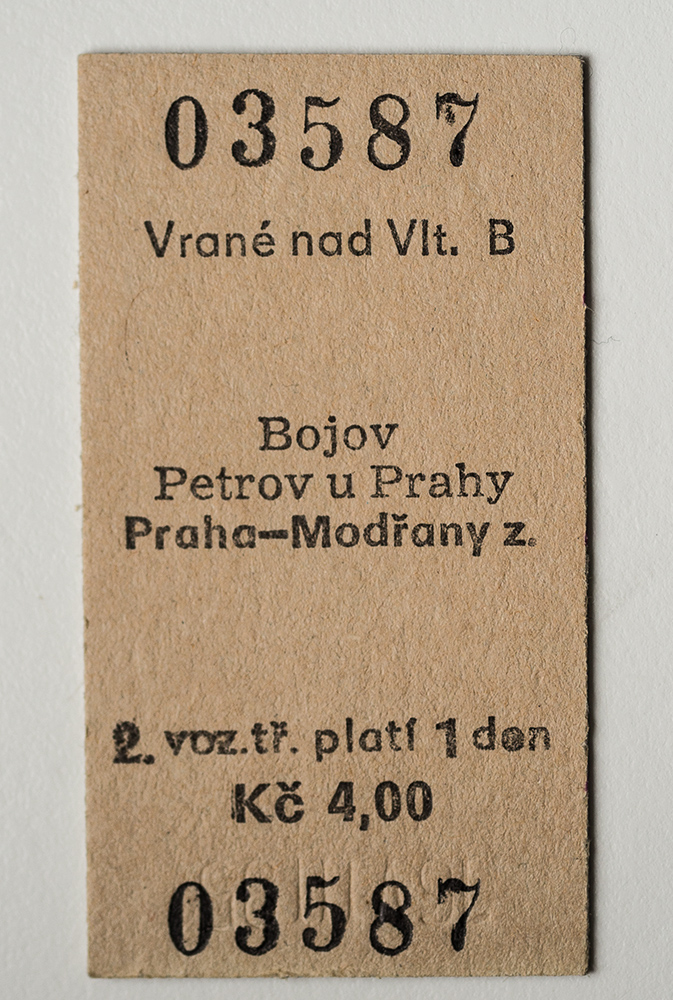 03587
Vrané nad Vlt. B
Bojov
Petrov u Prahy
Praha–Modřany z.
2. voz.tř. platí 1 den
Kč 4,00
03587